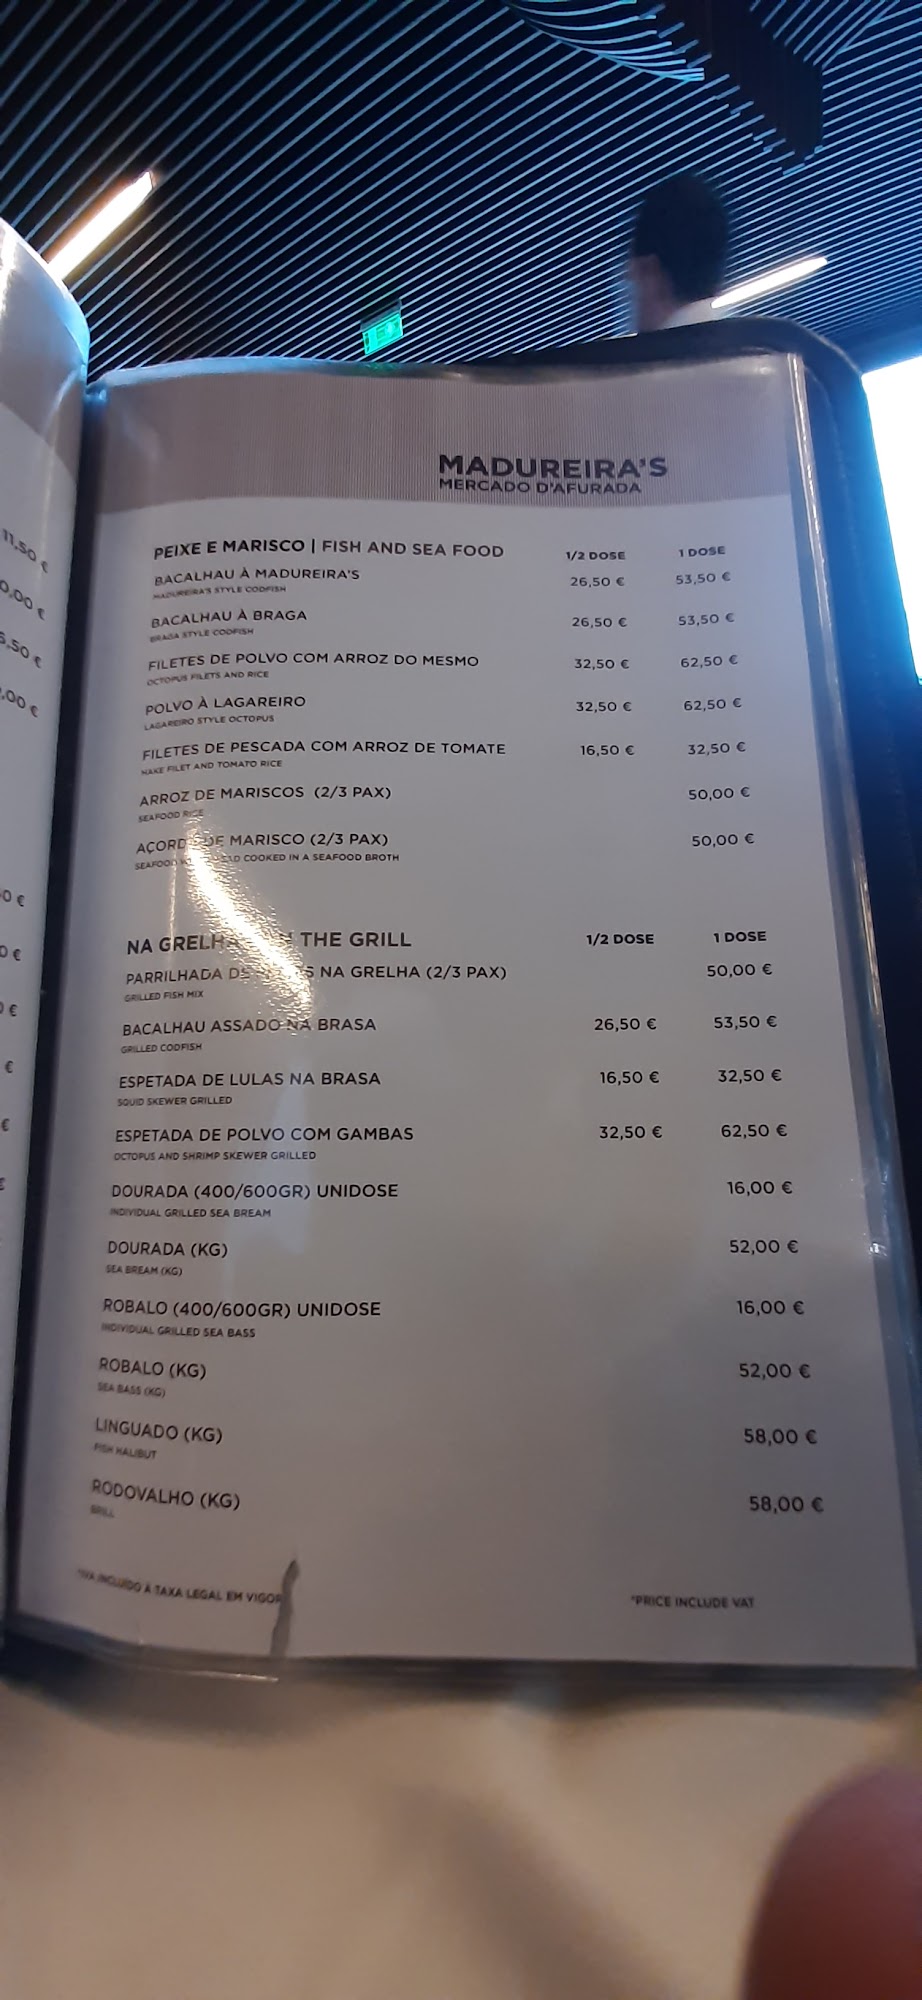 MADUREIRA'S
MERCADO D'AFURADA
PEIXE E MARISCO | FISH AND SEA FOOD 1/2 DOSE 1 DOSE
BACALHAU À MADUREIRA'S 26,50 € 53,50 €
MADUREIRA'S STYLE CODFISH
BACALHAU À BRAGA 26,50 € 53,50 €
BRAGA STYLE CODFISH
FILETES DE POLVO COM ARROZ DO MESMO 32,50 € 62,50 €
OCTOPUS FILETS AND RICE
POLVO À LAGAREIRO 32,50 € 62,50 €
LAGAREIRO STYLE OCTOPUS
FILETES DE PESCADA COM ARROZ DE TOMATE 16,50 € 32,50 €
HAKE FILET AND TOMATO RICE
ARROZ DE MARISCOS (2/3 PAX) 50,00 €
SEAFOOD RICE
DE MARISCO (2/3 PAX) 50,00 €
SEAFOOD COOKED IN A SEAFOOD BROTH
NA GRELHA THE GRILL 1/2 DOSE 1 DOSE
PARRILHADA NA GRELHA (2/3 PAX) 50,00 €
GRILLED FISH MIX
BACALHAU ASSADO NA BRASA 26,50 € 53,50 €
GRILLED CODFISH
ESPETADA DE LULAS NA BRASA 16,50 € 32,50 €
SQUID SKEWER GRILLED
ESPETADA DE POLVO COM GAMBAS 32,50 € 62,50 €
OCTOPUS AND SHRIMP SKEWER GRILLED
DOURADA (400/600GR) UNIDOSE 16,00 €
INDIVIDUAL GRILLED SEA BREAM
DOURADA (KG) 52,00 €
SEA BREAM (KG)
ROBALO (400/600GR) UNIDOSE 16,00 €
INDIVIDUAL GRILLED SEA BASS
ROBALO (KG) 52,00 €
SEA BASS (KG)
LINGUADO (KG) 58,00 €
FISH HALIBUT
RODOVALHO (KG) 58,00 €
BRILL
*IVA INCLUÍDO À TAXA LEGAL EM VIGOR *PRICE INCLUDE VAT
11,50 €